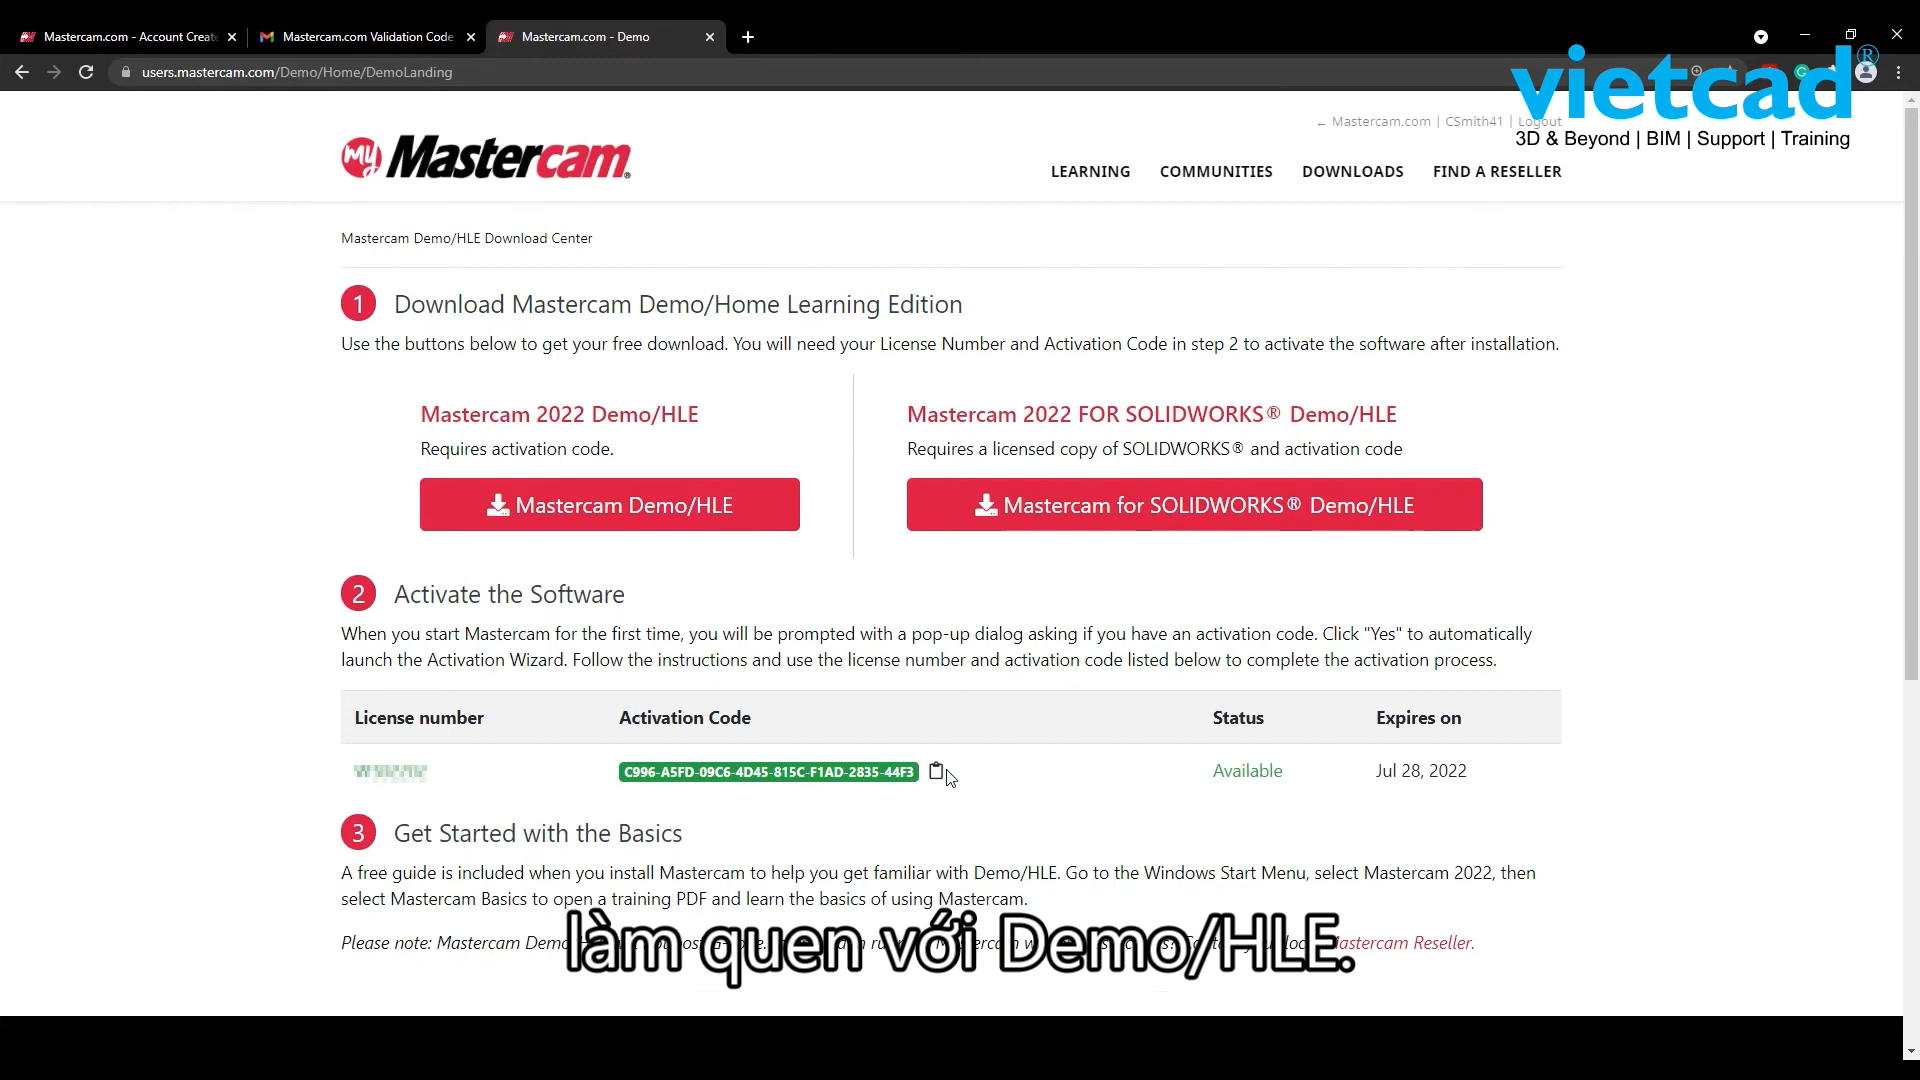 Mastercam.com - Account Create
Mastercam.com Validation Code
Mastercam.com - Demo
users.mastercam.com/Demo/Home/DemoLanding
vietcad®
3D & Beyond | BIM | Support | Training
← Mastercam.com | CSmith41 | Logout
my Mastercam®
LEARNING COMMUNITIES DOWNLOADS FIND A RESELLER
Mastercam Demo/HLE Download Center
1 Download Mastercam Demo/Home Learning Edition
Use the buttons below to get your free download. You will need your License Number and Activation Code in step 2 to activate the software after installation.
Mastercam 2022 Demo/HLE
Requires activation code.
Mastercam Demo/HLE
Mastercam 2022 FOR SOLIDWORKS® Demo/HLE
Requires a licensed copy of SOLIDWORKS® and activation code
Mastercam for SOLIDWORKS® Demo/HLE
2 Activate the Software
When you start Mastercam for the first time, you will be prompted with a pop-up dialog asking if you have an activation code. Click "Yes" to automatically
launch the Activation Wizard. Follow the instructions and use the license number and activation code listed below to complete the activation process.
License number Activation Code Status Expires on
C996-A5FD-09C6-4D45-815C-F1AD-2835-44F3 Available Jul 28, 2022
3 Get Started with the Basics
A free guide is included when you install Mastercam to help you get familiar with Demo/HLE. Go to the Windows Start Menu, select Mastercam 2022, then
select Mastercam Basics to open a training PDF and learn the basics of using Mastercam.
Please note: Mastercam Demo Mastercam Reseller.
làm quen với Demo/HLE.